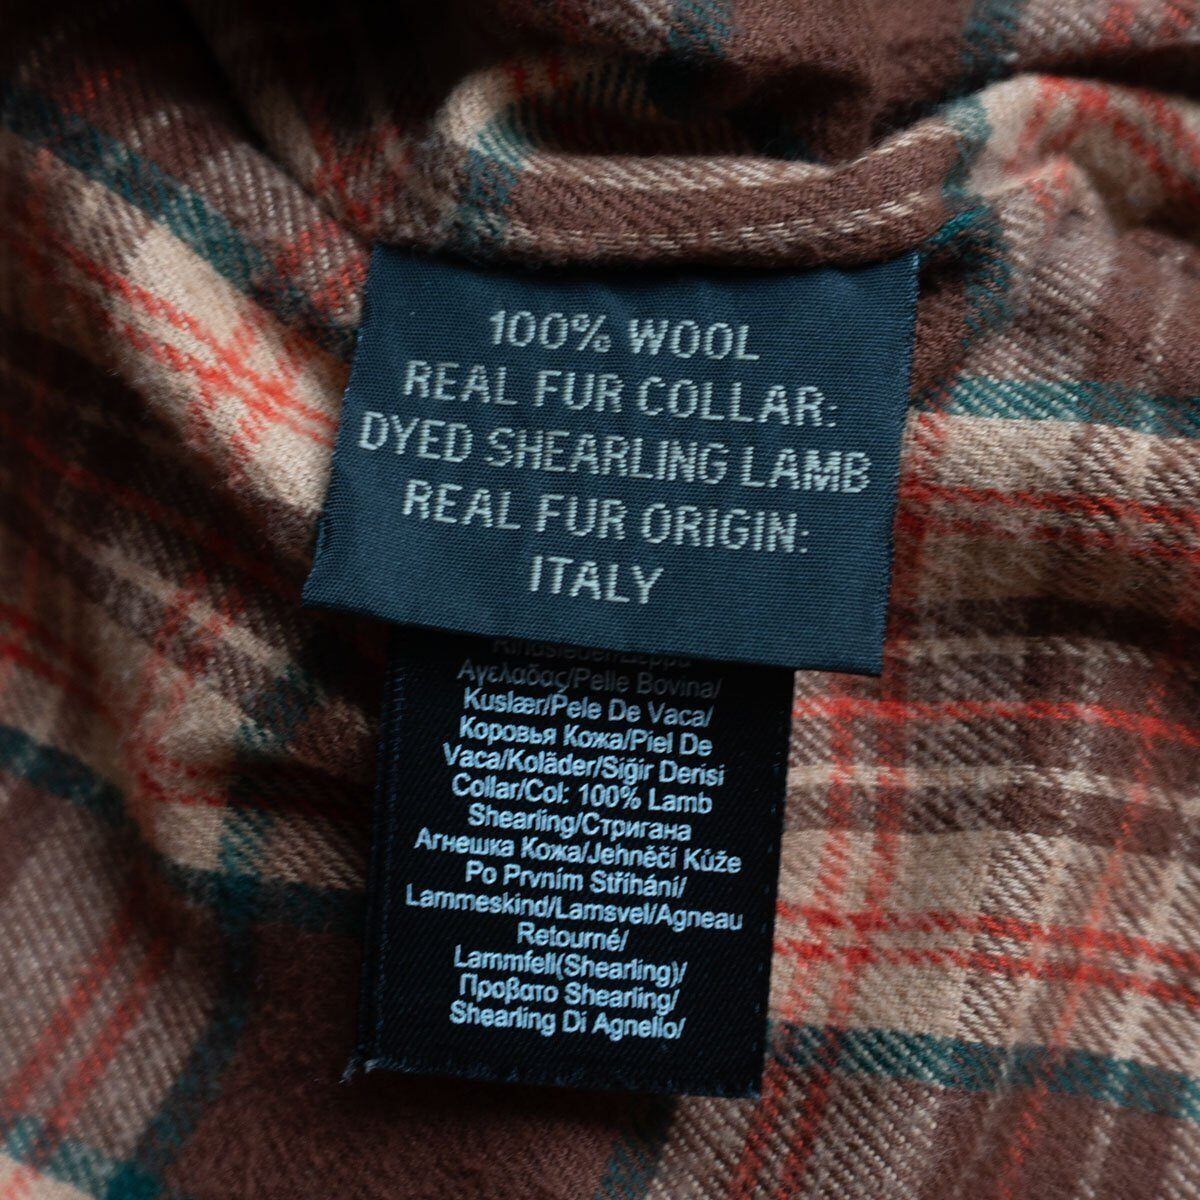 100% WOOL
REAL FUR COLLAR:
DYED SHEARLING LAMB
REAL FUR ORIGIN:
ITALY
Αγελαδας/Pelle Bovina/
Kuslær/Pele De Vaca/
Коровья Кожа/Piel De
Vaca/Koläder/Siğir Derisi
Collar/Col: 100% Lamb
Shearling/Стригана
Агнешка Кожа/Jehněčí Kůže
Po Prvním Stříhání/
Lammeskind/Lamsvel/Agneau
Retourné/
Lammfell(Shearling)/
Προβατο Shearling/
Shearling Di Agnello/